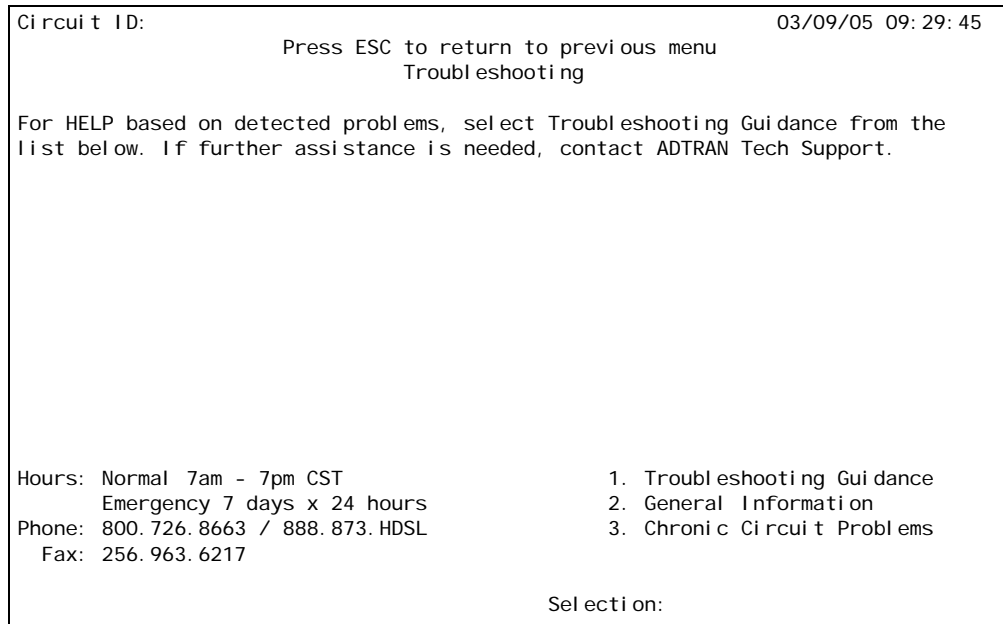 Circuit ID: 03/09/05 09:29:45
Press ESC to return to previous menu
Troubleshooting
For HELP based on detected problems, select Troubleshooting Guidance from the
list below. If further assistance is needed, contact ADTRAN Tech Support.
Hours: Normal 7am - 7pm CST 1. Troubleshooting Guidance
Emergency 7 days x 24 hours 2. General Information
Phone: 800.726.8663 / 888.873.HDSL 3. Chronic Circuit Problems
Fax: 256.963.6217
Selection: